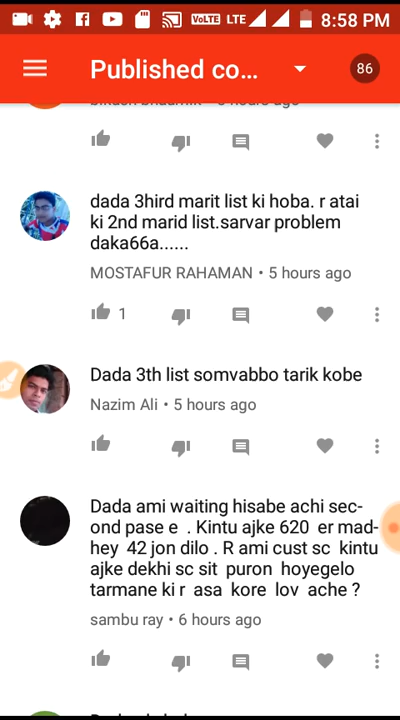 VoLTE LTE 8:58 PM
Published co... 86
dada 3hird marit list ki hoba. r atai
ki 2nd marid list.sarvar problem
daka66a......
MOSTAFUR RAHAMAN • 5 hours ago
1
Dada 3th list somvabbo tarik kobe
Nazim Ali • 5 hours ago
Dada ami waiting hisabe achi sec-
ond pase e . Kintu ajke 620 er mad-
hey 42 jon dilo . R ami cust sc kintu
ajke dekhi sc sit puron hoyegelo
tarmane ki r asa kore lov ache ?
sambu ray • 6 hours ago